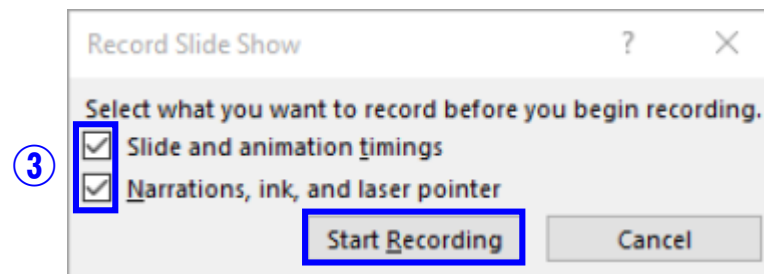 Record Slide Show ? ×
Select what you want to record before you begin recording.
③ Slide and animation timings
Narrations, ink, and laser pointer
Start Recording Cancel